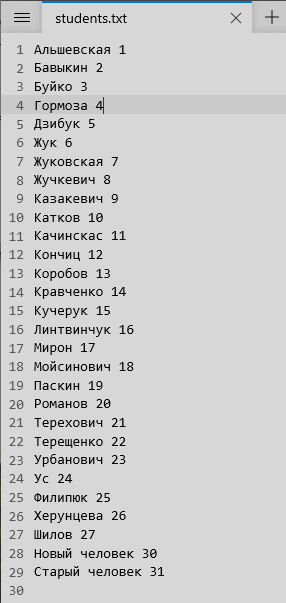 students.txt
1 Альшевская 1
2 Бавыкин 2
3 Буйко 3
4 Гормоза 4
5 Дзибук 5
6 Жук 6
7 Жуковская 7
8 Жучкевич 8
9 Казакевич 9
10 Катков 10
11 Качинскас 11
12 Кончиц 12
13 Коробов 13
14 Кравченко 14
15 Кучерук 15
16 Линтвинчук 16
17 Мирон 17
18 Мойсинович 18
19 Паскин 19
20 Романов 20
21 Терехович 21
22 Терещенко 22
23 Урбанович 23
24 Ус 24
25 Филипюк 25
26 Херунцева 26
27 Шилов 27
28 Новый человек 30
29 Старый человек 31
30